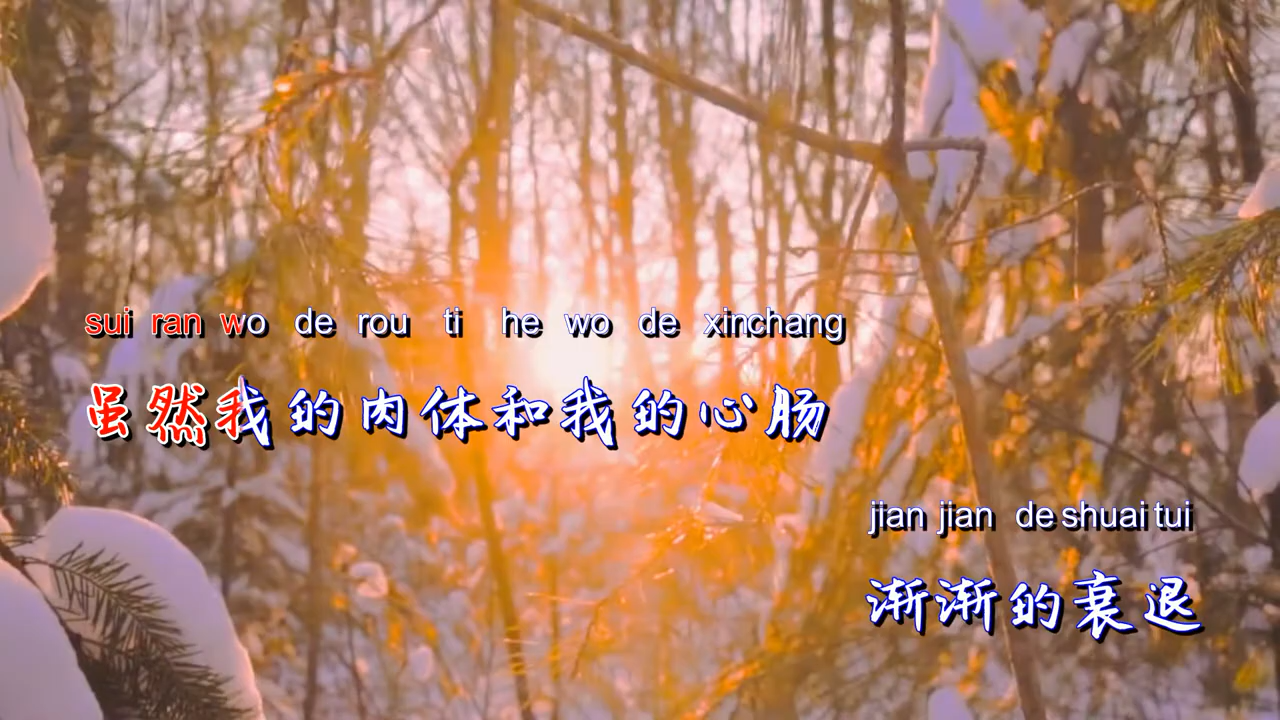 sui ran wo de rou ti he wo de xinchang
虽然我的肉体和我的心肠
jian jian de shuai tui
渐渐的衰退